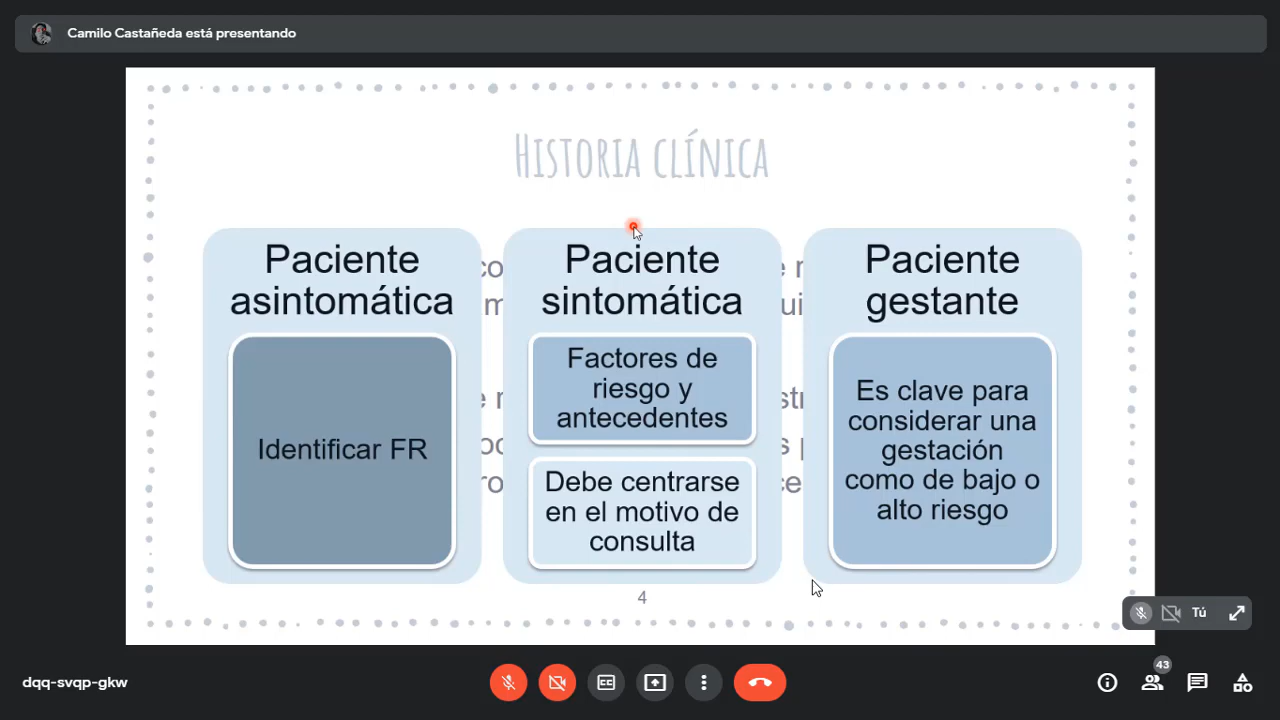 Camilo Castañeda está presentando
Historia clínica
Paciente
asintomática
Identificar FR
Paciente
sintomática
Factores de
riesgo y
antecedentes
Debe centrarse
en el motivo de
consulta
Paciente
gestante
Es clave para
considerar una
gestación
como de bajo o
alto riesgo
4
Tú
dqq-svqp-gkw
CC
43